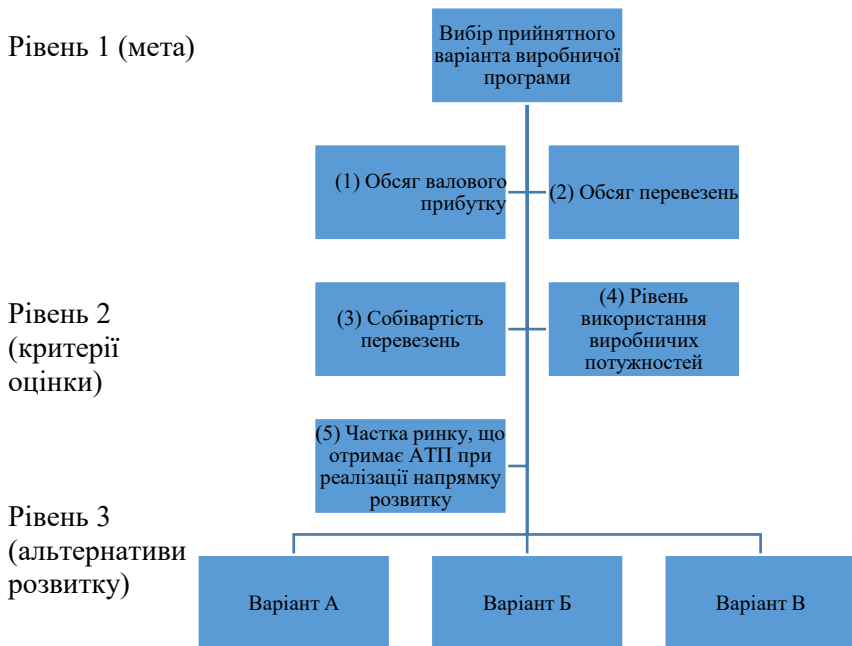 Рівень 1 (мета)
Вибір прийнятного
варіанта виробничої
програми
(1) Обсяг валового
прибутку
(2) Обсяг перевезень
Рівень 2
(критерії
оцінки)
(3) Собівартість
перевезень
(4) Рівень
використання
виробничих
потужностей
(5) Частка ринку, що
отримає АТП при
реалізації напрямку
розвитку
Рівень 3
(альтернативи
розвитку)
Варіант А
Варіант Б
Варіант В